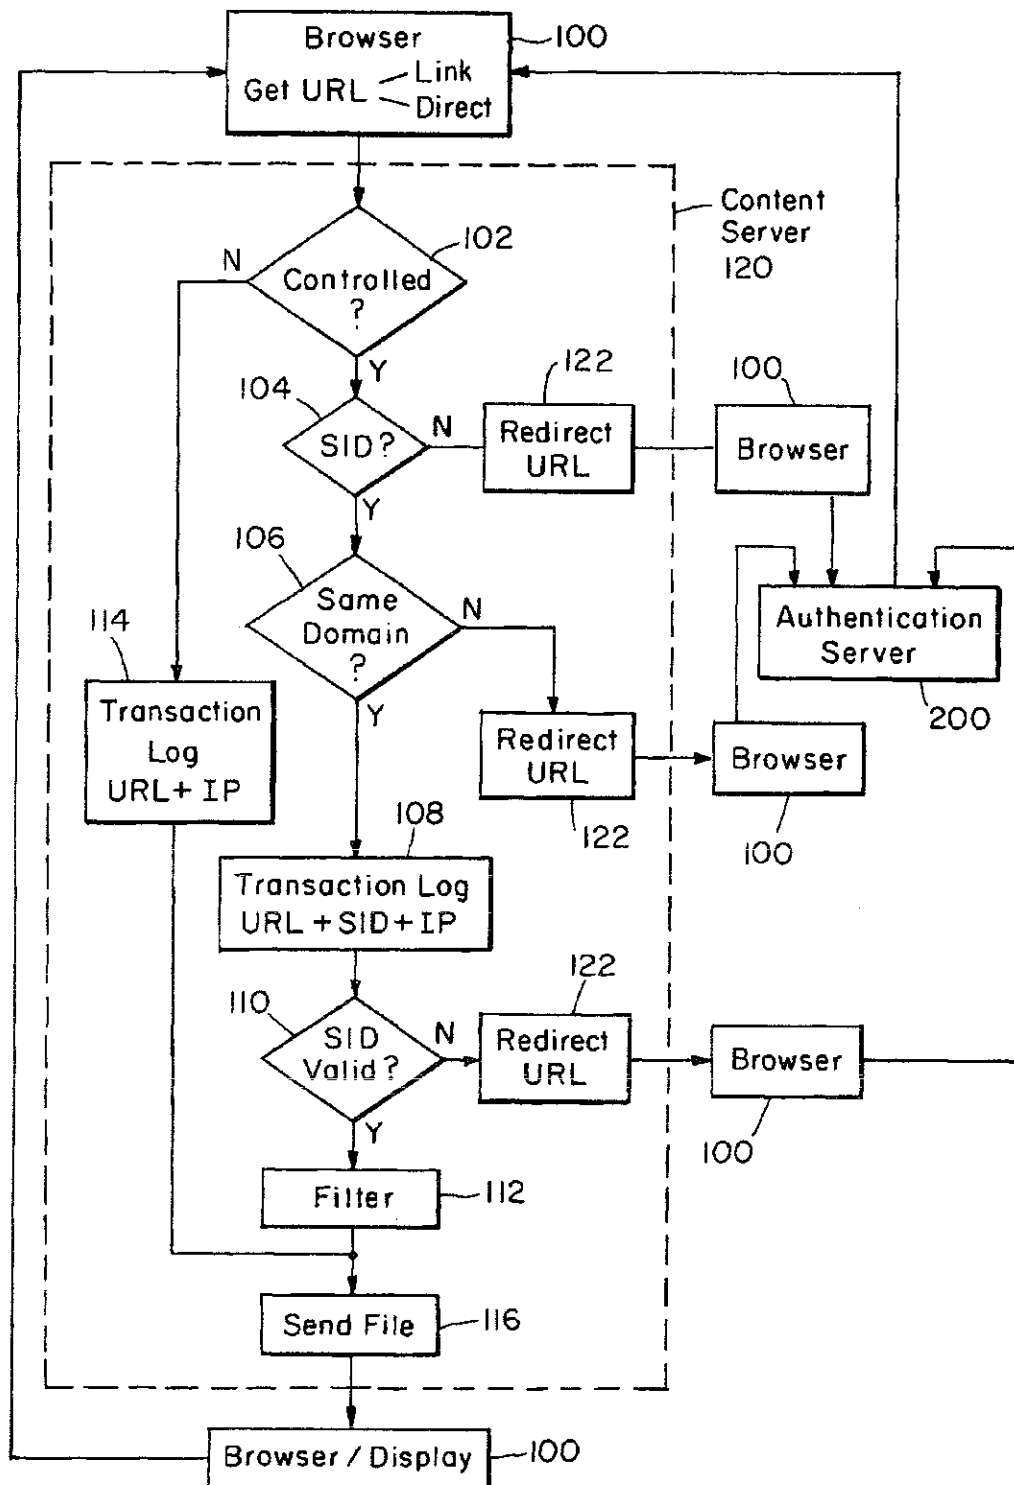 Browser
100
Get URL
Link
Direct
Content
Server
120
102
N
Controlled
?
Y
104
SID?
N
122
Redirect
URL
100
Browser
Y
106
Same
Domain
?
N
Authentication
Server
200
114
Transaction
Log
URL + IP
Y
Redirect
URL
122
Browser
100
108
Transaction Log
URL + SID + IP
110
SID
Valid?
N
122
Redirect
URL
Browser
100
Y
Filter
112
Send File
116
Browser / Display
100